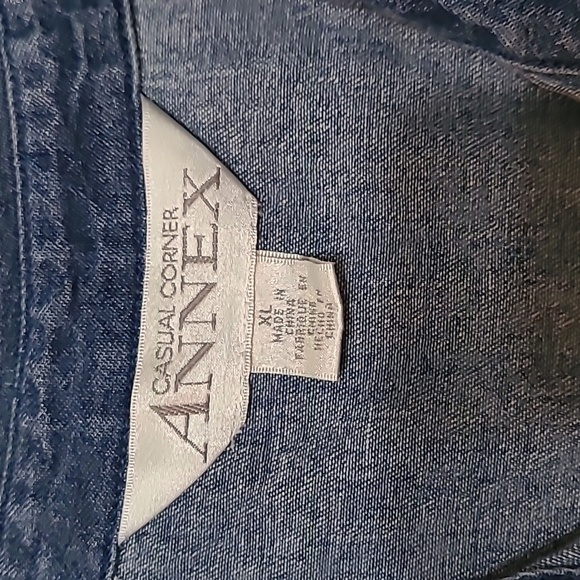 CASUAL CORNER
ANNEX
XL
MADE IN
CHINA
FABRIQUE EN
CHINE
HECHO EN
CHINA